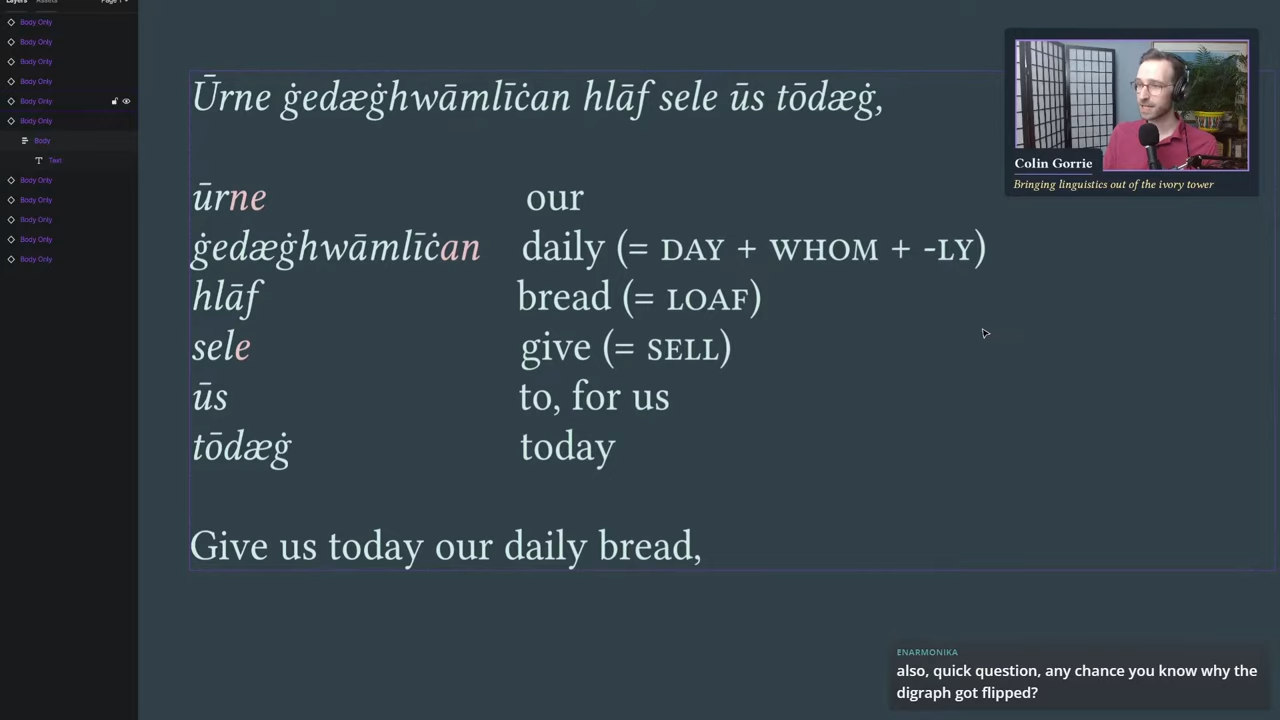 Layers Assets Page 1
Body Only
Body Only
Body Only
Body Only
Body Only
Body Only
Body
Text
Body Only
Body Only
Body Only
Body Only
Body Only
Ūrne ġedæġhwāmlīċan hlāf sele ūs tōdæġ,
ūrne our
ġedæġhwāmlīċan daily (= DAY + WHOM + -LY)
hlāf bread (= LOAF)
sele give (= SELL)
ūs to, for us
tōdæġ today
Give us today our daily bread,
Colin Gorrie
Bringing linguistics out of the ivory tower
ENARMONIKA
also, quick question, any chance you know why the
digraph got flipped?